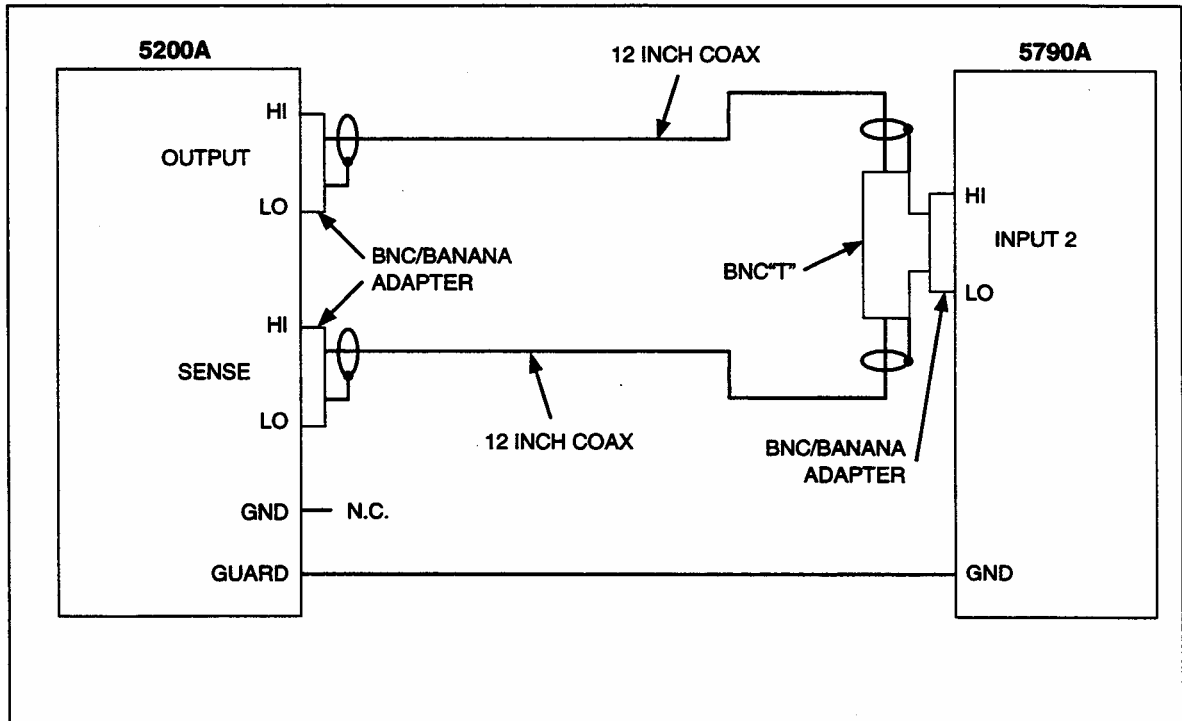 5200A
12 INCH COAX
5790A
HI
OUTPUT
LO
BNC/BANANA
ADAPTER
HI
SENSE
LO
12 INCH COAX
BNC"T"
HI
INPUT 2
LO
BNC/BANANA
ADAPTER
GND
N.C.
GUARD
GND